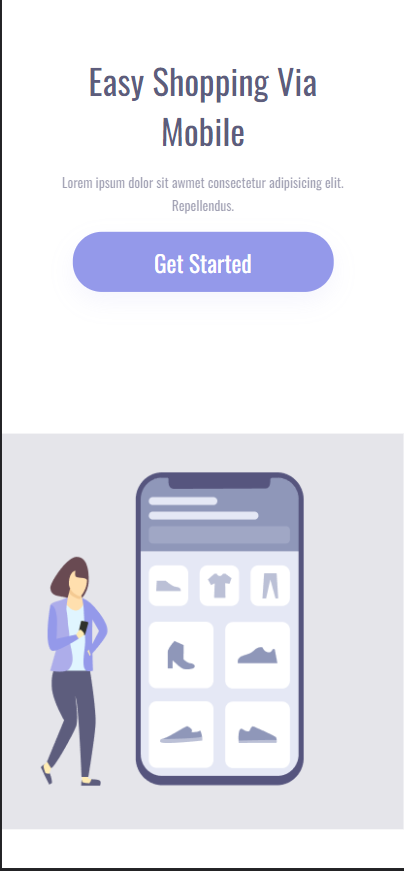 Easy Shopping Via
Mobile
Lorem ipsum dolor sit awmet consectetur adipisicing elit.
Repellendus.
Get Started